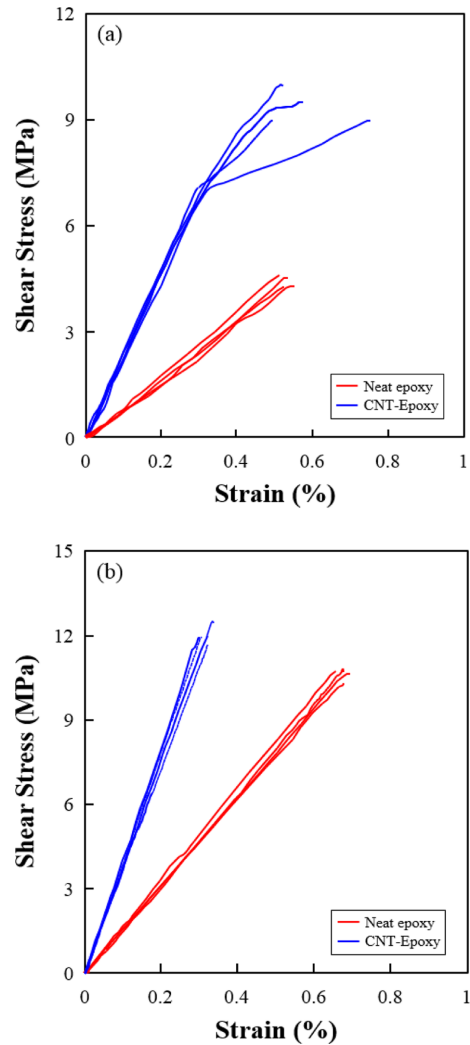 (a)
12
9
6
3
0
Shear Stress (MPa)
Neat epoxy
CNT-Epoxy
0 0.2 0.4 0.6 0.8 1
Strain (%)
(b)
15
12
9
6
3
0
Shear Stress (MPa)
Neat epoxy
CNT-Epoxy
0 0.2 0.4 0.6 0.8 1
Strain (%)